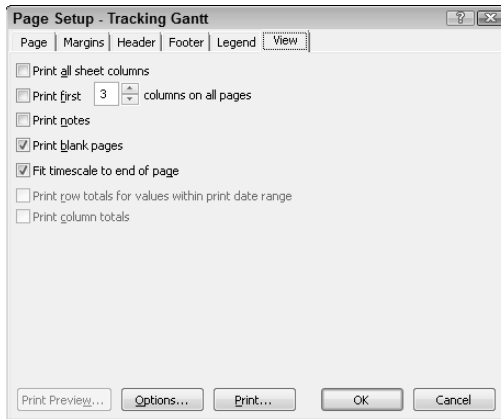 Page Setup - Tracking Gantt
Page Margins Header Footer Legend View
Print all sheet columns
Print first 3 columns on all pages
Print notes
Print blank pages
Fit timescale to end of page
Print row totals for values within print date range
Print column totals
Print Preview... Options... Print... OK Cancel